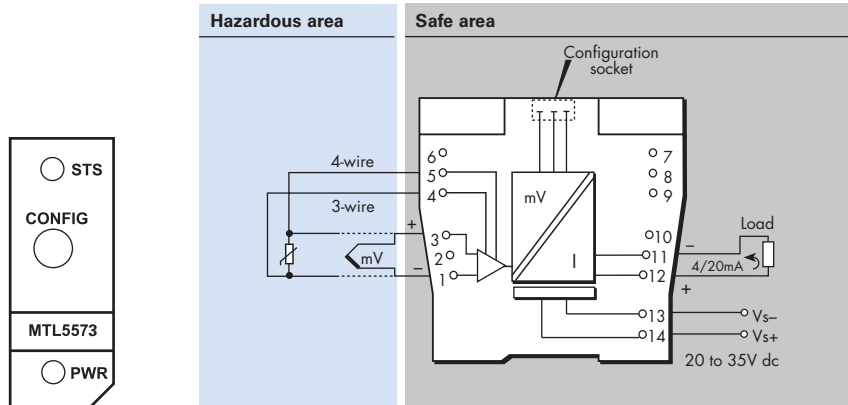 Hazardous area
Safe area
Configuration
socket
STS
CONFIG
MTL5573
PWR
4-wire
3-wire
+
mV
–
6
5
4
3
2
1
mV
I
7
8
9
10
11
12
13
14
Load
–
4/20mA
+
Vs–
Vs+
20 to 35V dc